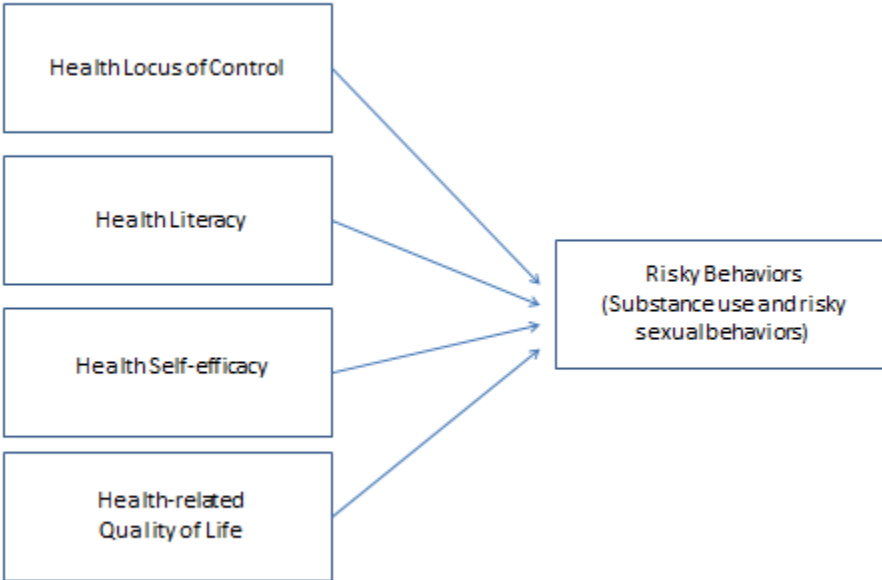 Health Locus of Control
Health Literacy
Health Self-efficacy
Health-related
Quality of Life
Risky Behaviors
(Substance use and risky
sexual behaviors)